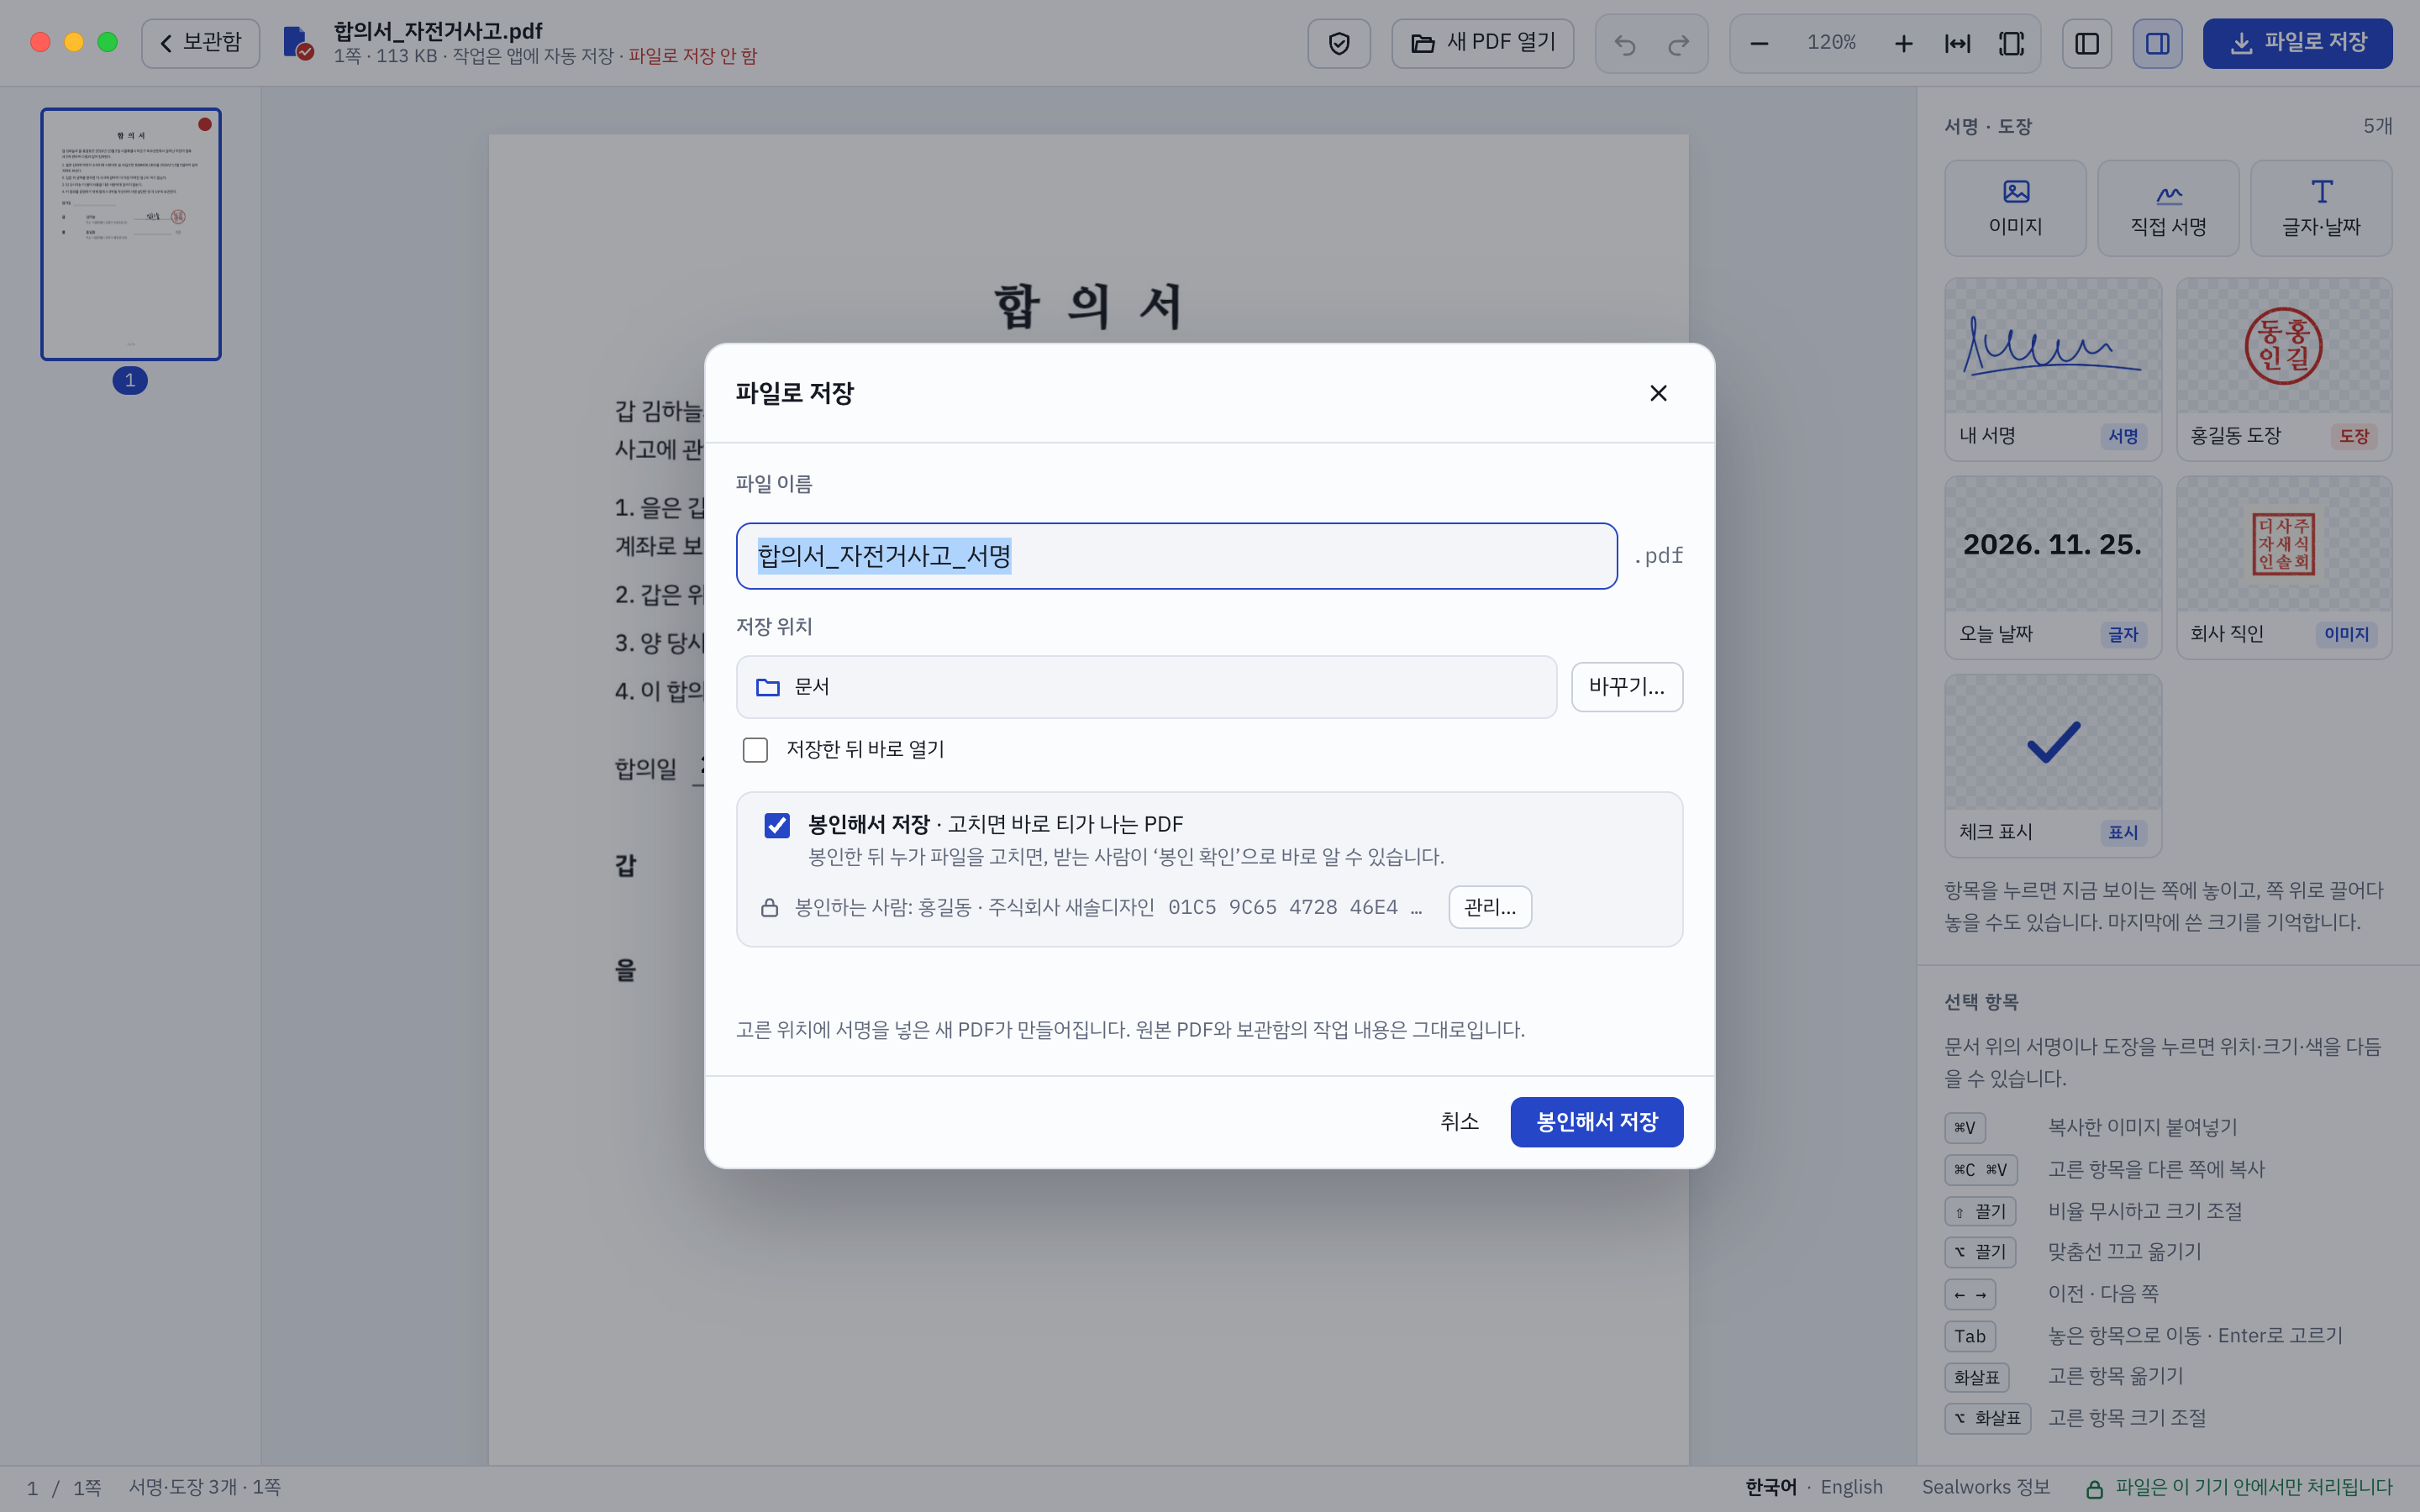 보관함
합의서_자전거사고.pdf
1쪽 · 113 KB · 작업은 앱에 자동 저장 · 파일로 저장 안 함
새 PDF 열기
120%
파일로 저장
합 의 서
1
합 의 서
갑 김하늘
사고에 관
1. 을은 갑
계좌로 보
2. 갑은 위
3. 양 당사
4. 이 합의
합의일
갑
을
파일로 저장
파일 이름
합의서_자전거사고_서명
.pdf
저장 위치
문서
바꾸기...
저장한 뒤 바로 열기
봉인해서 저장 · 고치면 바로 티가 나는 PDF
봉인한 뒤 누가 파일을 고치면, 받는 사람이 ‘봉인 확인’으로 바로 알 수 있습니다.
봉인하는 사람: 홍길동 · 주식회사 새솔디자인 01C5 9C65 4728 46E4 …
관리...
고른 위치에 서명을 넣은 새 PDF가 만들어집니다. 원본 PDF와 보관함의 작업 내용은 그대로입니다.
취소
봉인해서 저장
서명 · 도장
5개
이미지
직접 서명
글자·날짜
동홍
인길
내 서명
서명
홍길동 도장
도장
2026. 11. 25.
디사주
자새식
인솔회
오늘 날짜
글자
회사 직인
이미지
체크 표시
표시
항목을 누르면 지금 보이는 쪽에 놓이고, 쪽 위로 끌어다
놓을 수도 있습니다. 마지막에 쓴 크기를 기억합니다.
선택 항목
문서 위의 서명이나 도장을 누르면 위치·크기·색을 다듬
을 수 있습니다.
⌘V 복사한 이미지 붙여넣기
⌘C ⌘V 고른 항목을 다른 쪽에 복사
⇧ 끌기 비율 무시하고 크기 조절
⌥ 끌기 맞춤선 끄고 옮기기
← → 이전 · 다음 쪽
Tab 놓은 항목으로 이동 · Enter로 고르기
화살표 고른 항목 옮기기
⌥ 화살표 고른 항목 크기 조절
1 / 1쪽
서명·도장 3개 · 1쪽
한국어 · English
Sealworks 정보
파일은 이 기기 안에서만 처리됩니다